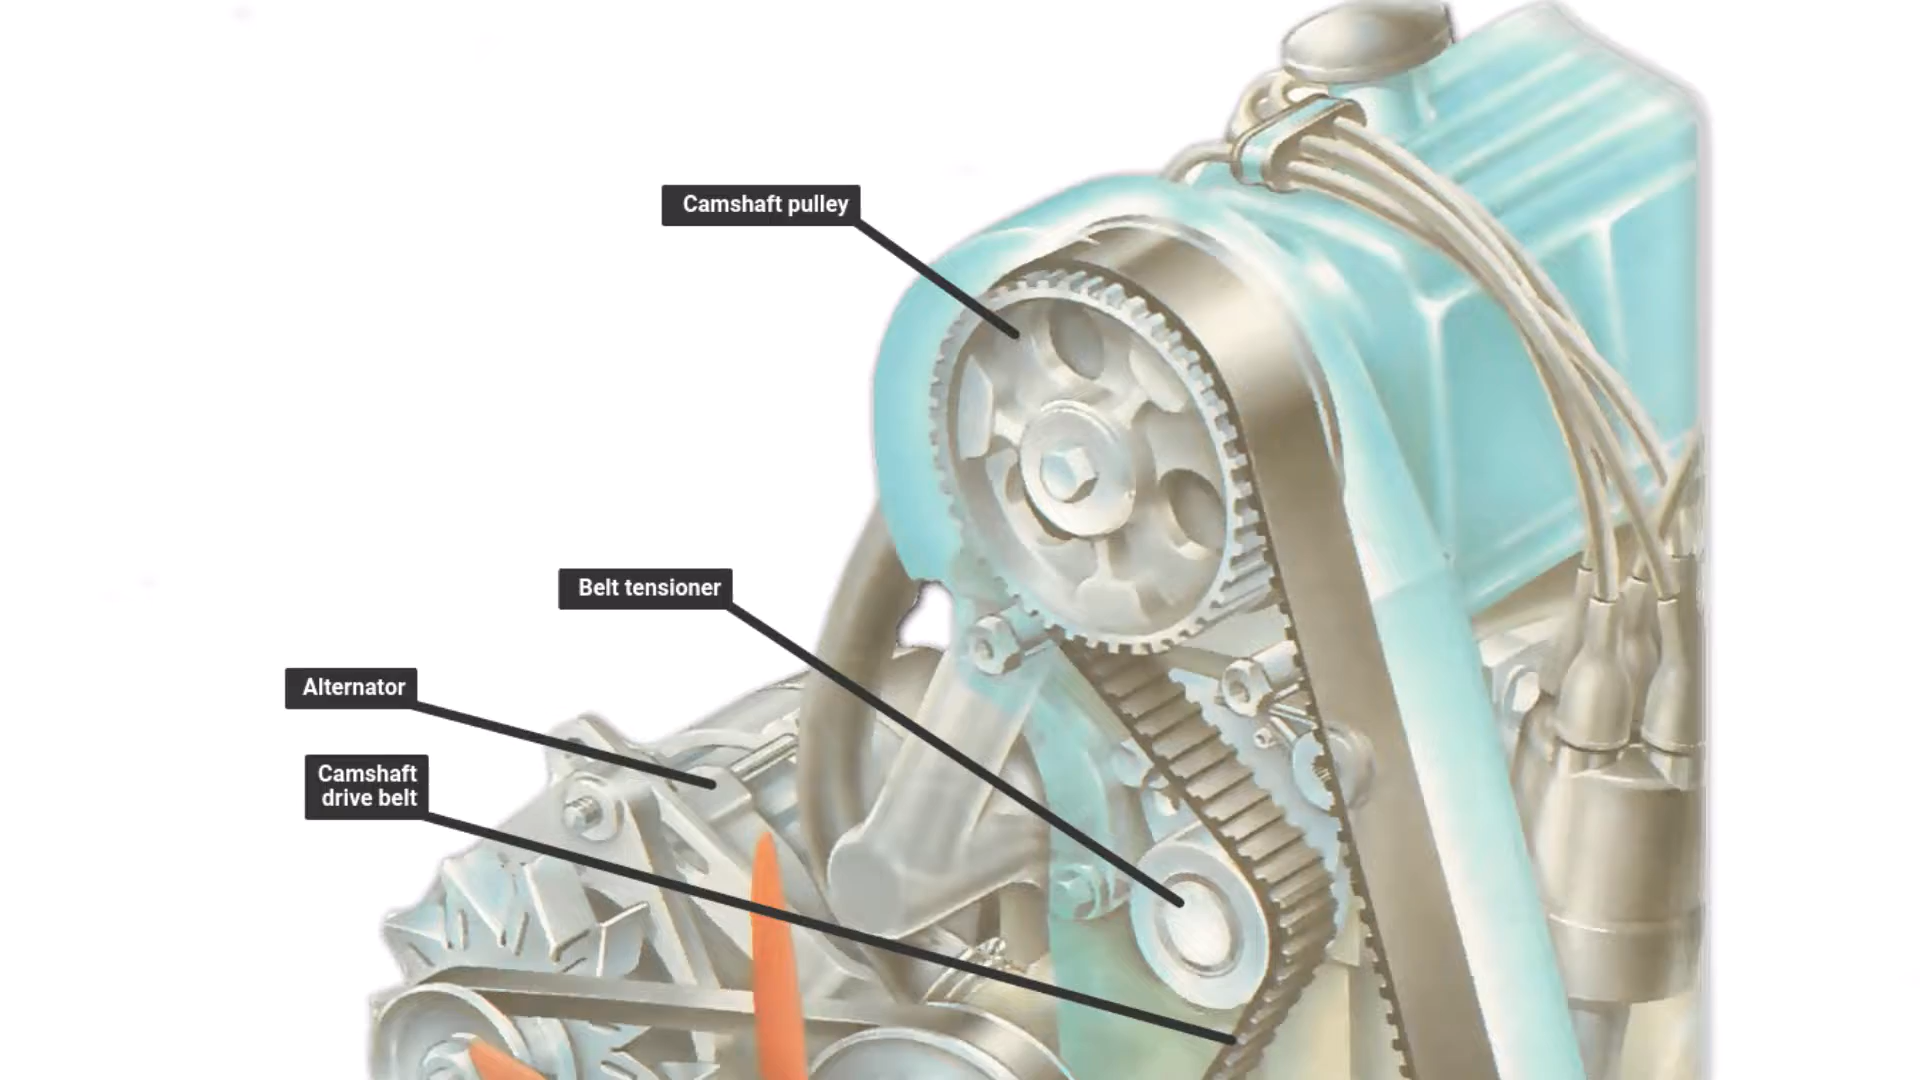 Camshaft pulley
Belt tensioner
Alternator
Camshaft
drive belt